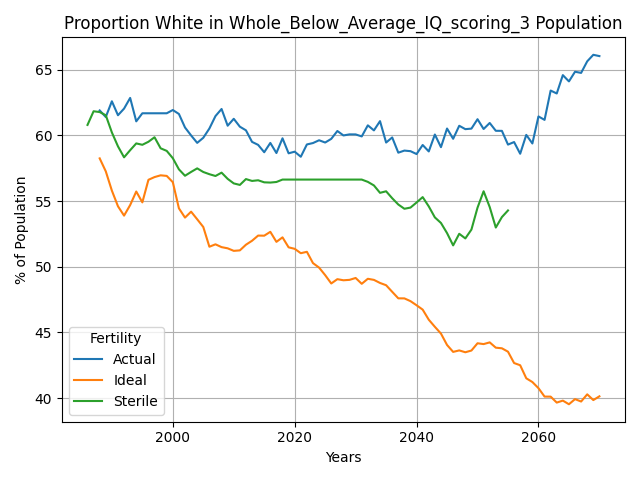 Proportion White in Whole_Below_Average_IQ_scoring_3 Population
% of Population
65
60
55
50
45
40
Fertility
Actual
Ideal
Sterile
2000
2020
2040
2060
Years